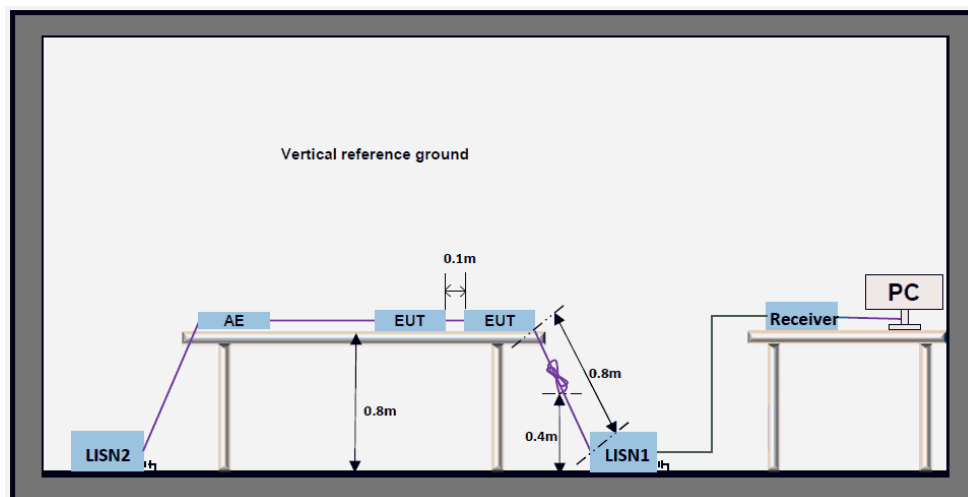 Vertical reference ground
0.1m
PC
AE
EUT
EUT
Receiver
0.8m
0.8m
0.4m
LISN2
LISN1